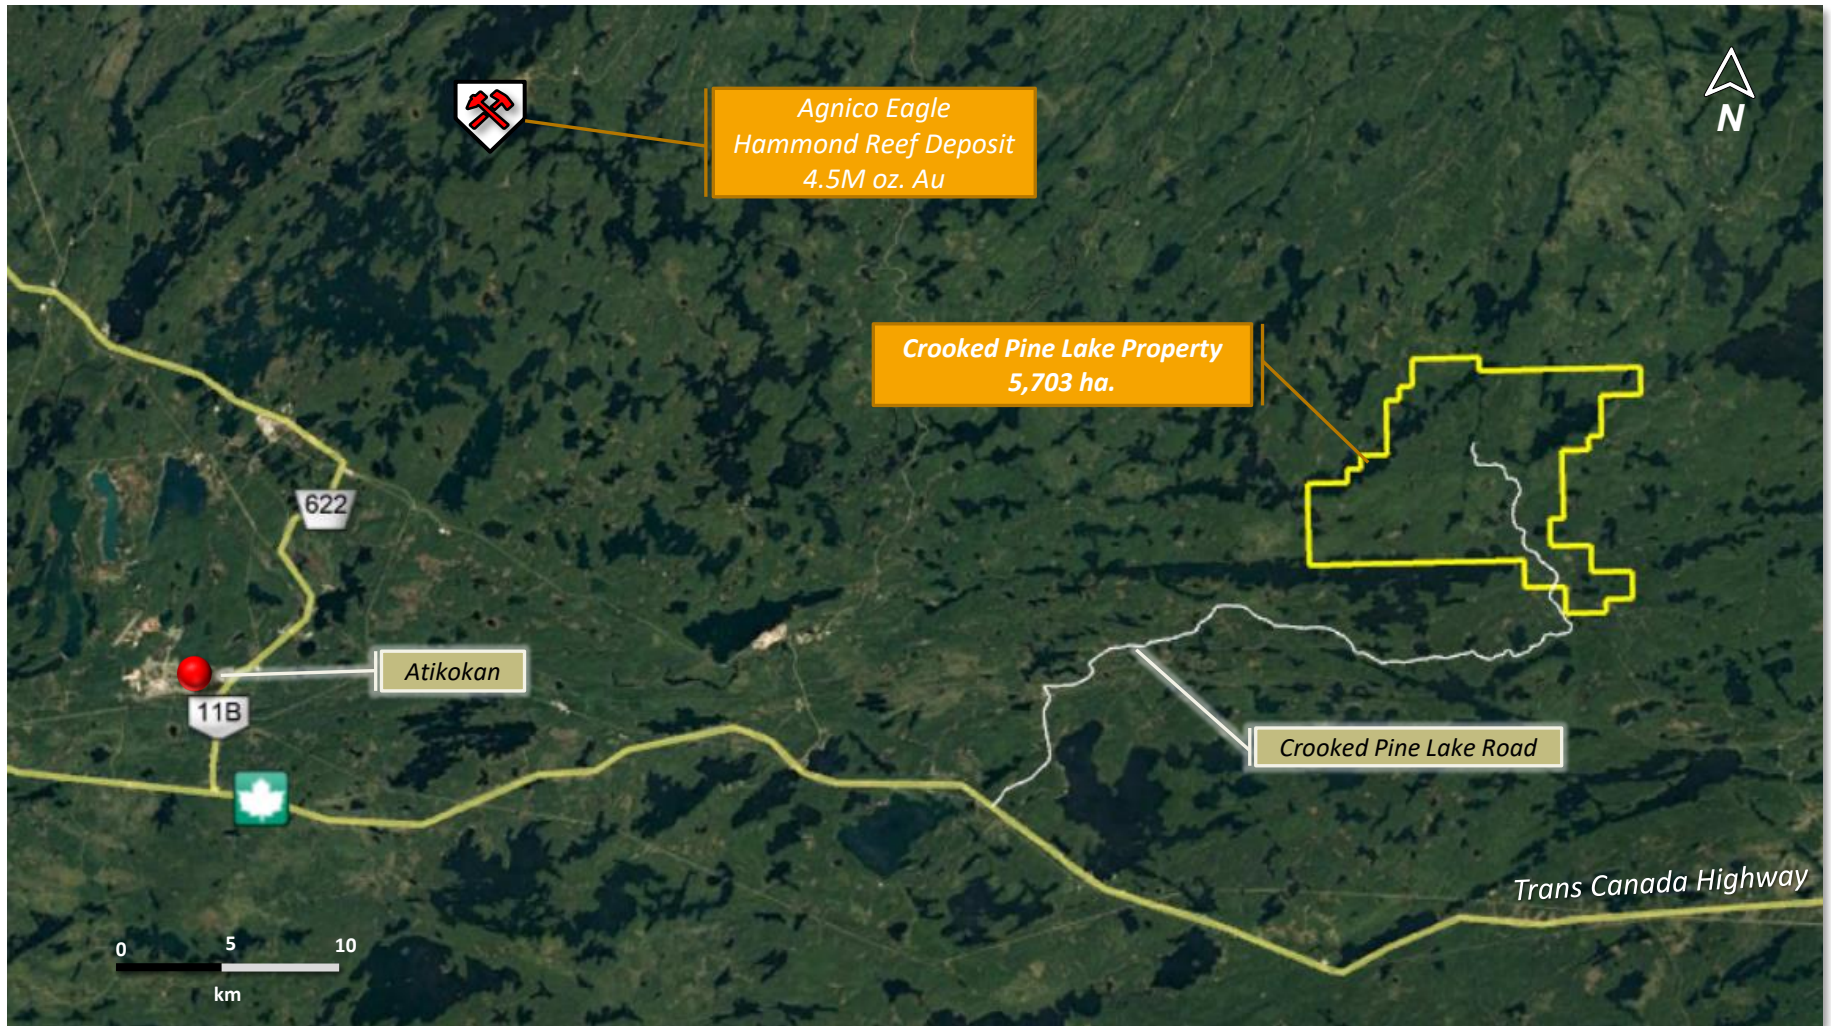 Agnico Eagle
Hammond Reef Deposit
4.5M oz. Au
N
Crooked Pine Lake Property
5,703 ha.
622
Atikokan
11B
Crooked Pine Lake Road
Trans Canada Highway
0 5 10
km